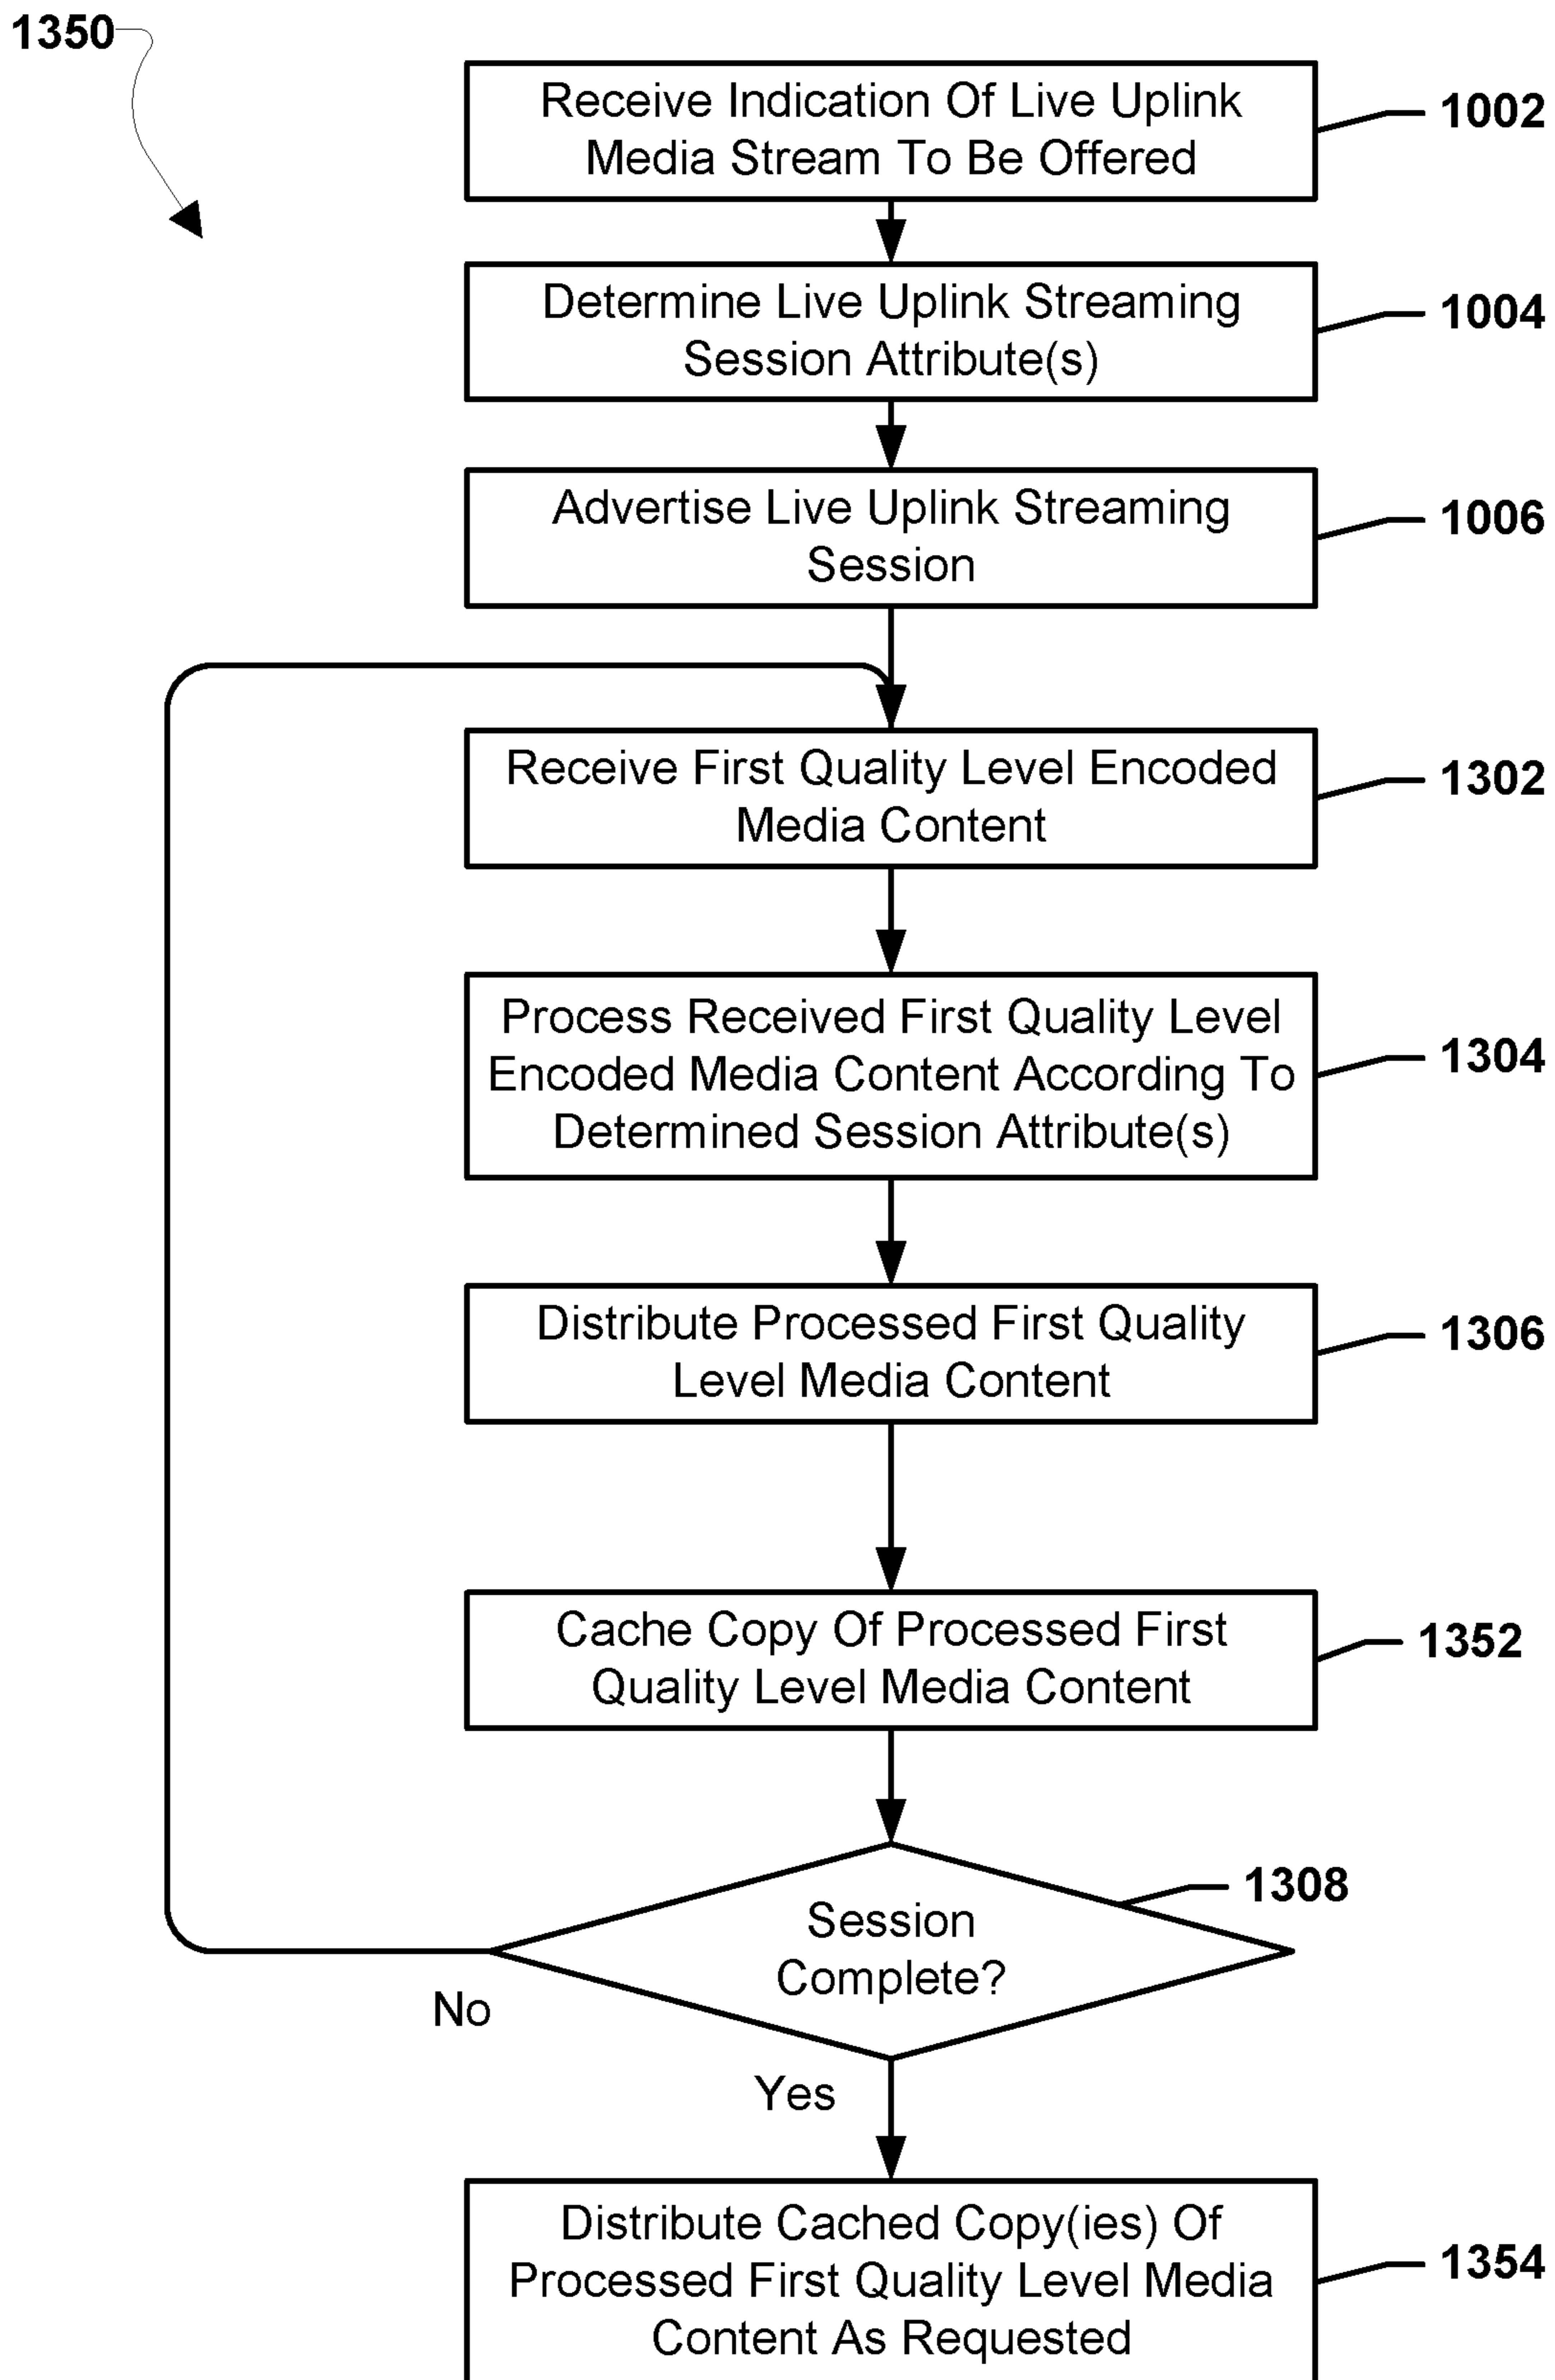 1350
Receive Indication Of Live Uplink
Media Stream To Be Offered
1002
Determine Live Uplink Streaming
Session Attribute(s)
1004
Advertise Live Uplink Streaming
Session
1006
Receive First Quality Level Encoded
Media Content
1302
Process Received First Quality Level
Encoded Media Content According To
Determined Session Attribute(s)
1304
Distribute Processed First Quality
Level Media Content
1306
Cache Copy Of Processed First
Quality Level Media Content
1352
Session
Complete?
1308
No
Yes
Distribute Cached Copy(ies) Of
Processed First Quality Level Media
Content As Requested
1354